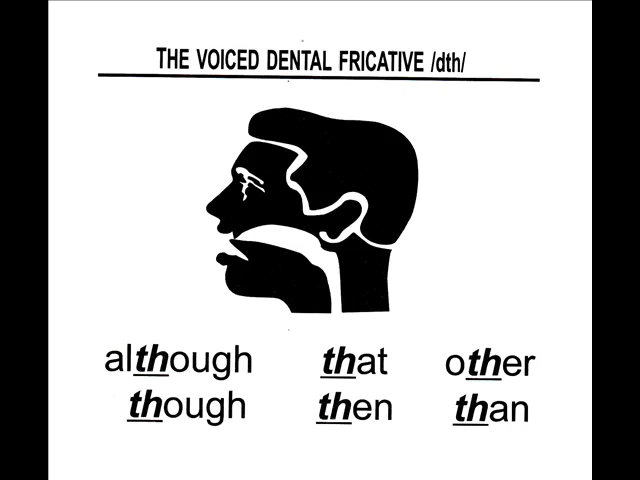 THE VOICED DENTAL FRICATIVE /dth/
although that other
though then than